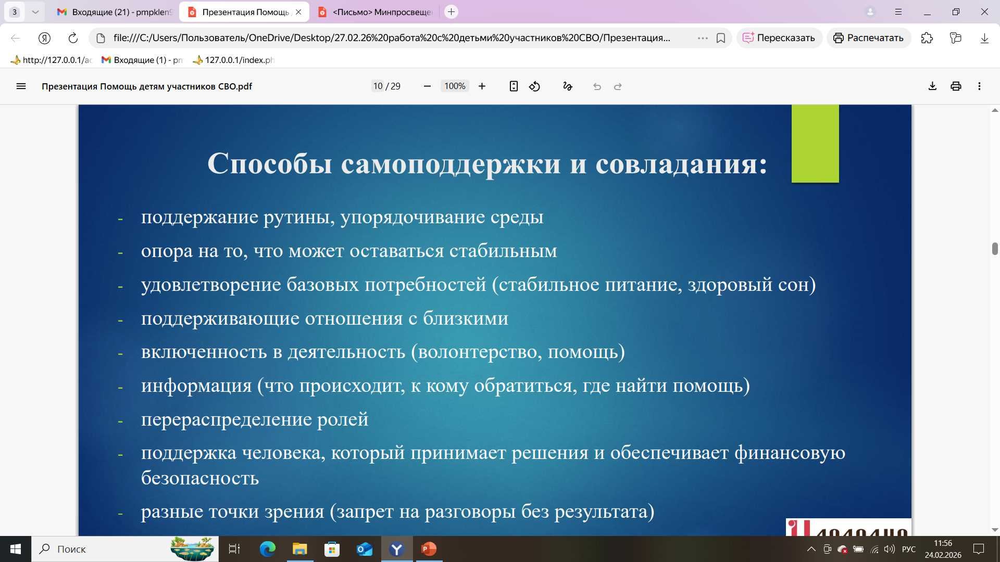 3
Входящие (21) - pmpklen9
Презентация Помощь
<Письмо> Минпросвеще
file:///C:/Users/Пользователь/OneDrive/Desktop/27.02.26%20работа%20с%20детьми%20участников%20СВО/Презентация...
Пересказать
Распечатать
http://127.0.0.1/ac
Входящие (1) - pm
127.0.0.1/index.ph
Презентация Помощь детям участников СВО.pdf
10 / 29
100%
Способы самоподдержки и совладания:
- поддержание рутины, упорядочивание среды
- опора на то, что может оставаться стабильным
- удовлетворение базовых потребностей (стабильное питание, здоровый сон)
- поддерживающие отношения с близкими
- включенность в деятельность (волонтерство, помощь)
- информация (что происходит, к кому обратиться, где найти помощь)
- перераспределение ролей
- поддержка человека, который принимает решения и обеспечивает финансовую
безопасность
- разные точки зрения (запрет на разговоры без результата)
Поиск
РУС
11:56
24.02.2026